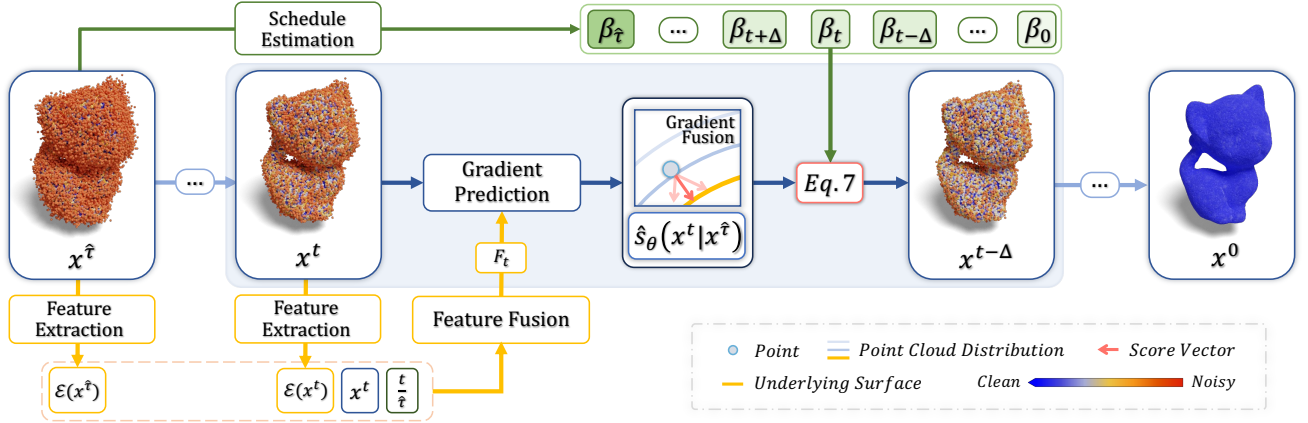 Schedule
Estimation
β_τ̂ ... β_{t+Δ} β_t β_{t−Δ} ... β_0
x^τ̂
...
x^t
Gradient
Prediction
Gradient
Fusion
ŝ_θ(x^t|x^τ̂)
Eq.7
x^{t−Δ}
...
x^0
F_t
Feature
Extraction
Feature
Extraction
Feature Fusion
ℰ(x^τ̂)
ℰ(x^t)
x^t
t/τ̂
Point
Point Cloud Distribution
Score Vector
Underlying Surface
Clean
Noisy